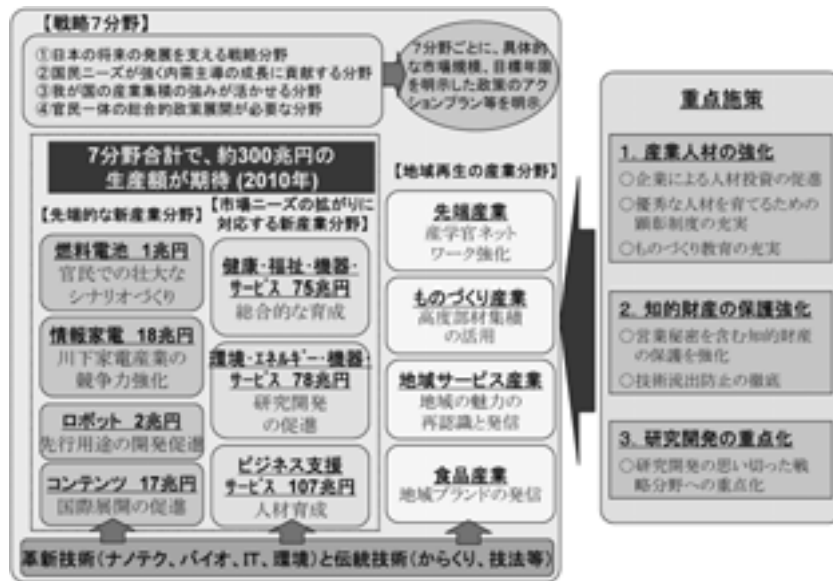 【戦略7分野】
①日本の将来の発展を支える戦略分野
②国民ニーズが強く内需主導の成長に貢献する分野
③我が国の産業集積の強みが活かせる分野
④官民一体の総合的政策展開が必要な分野
7分野ごとに、具体的
な市場規模、目標年限
を明示した政策のアク
ションプラン等を明示
7分野合計で、約300兆円の
生産額が期待 (2010年)
【先端的な新産業分野】
燃料電池 1兆円
官民での壮大な
シナリオづくり
情報家電 18兆円
川下家電産業の
競争力強化
ロボット 2兆円
先行用途の開発促進
コンテンツ 17兆円
国際展開の促進
【市場ニーズの拡がりに
対応する新産業分野】
健康・福祉・機器・
サービス 75兆円
総合的な育成
環境・エネルギー・機器・
サービス 78兆円
研究開発
の促進
ビジネス支援
サービス 107兆円
人材育成
【地域再生の産業分野】
先端産業
産学官ネット
ワーク強化
ものづくり産業
高度部材集積
の活用
地域サービス産業
地域の魅力の
再認識と発信
食品産業
地域ブランドの発信
革新技術(ナノテク、バイオ、IT、環境)と伝統技術(からくり、技法等)
重点施策
1. 産業人材の強化
○企業による人材投資の促進
○優秀な人材を育てるための
顕彰制度の充実
○ものづくり教育の充実
2. 知的財産の保護強化
○営業秘密を含む知的財産
の保護を強化
○技術流出防止の徹底
3. 研究開発の重点化
○研究開発の思い切った戦
略分野への重点化